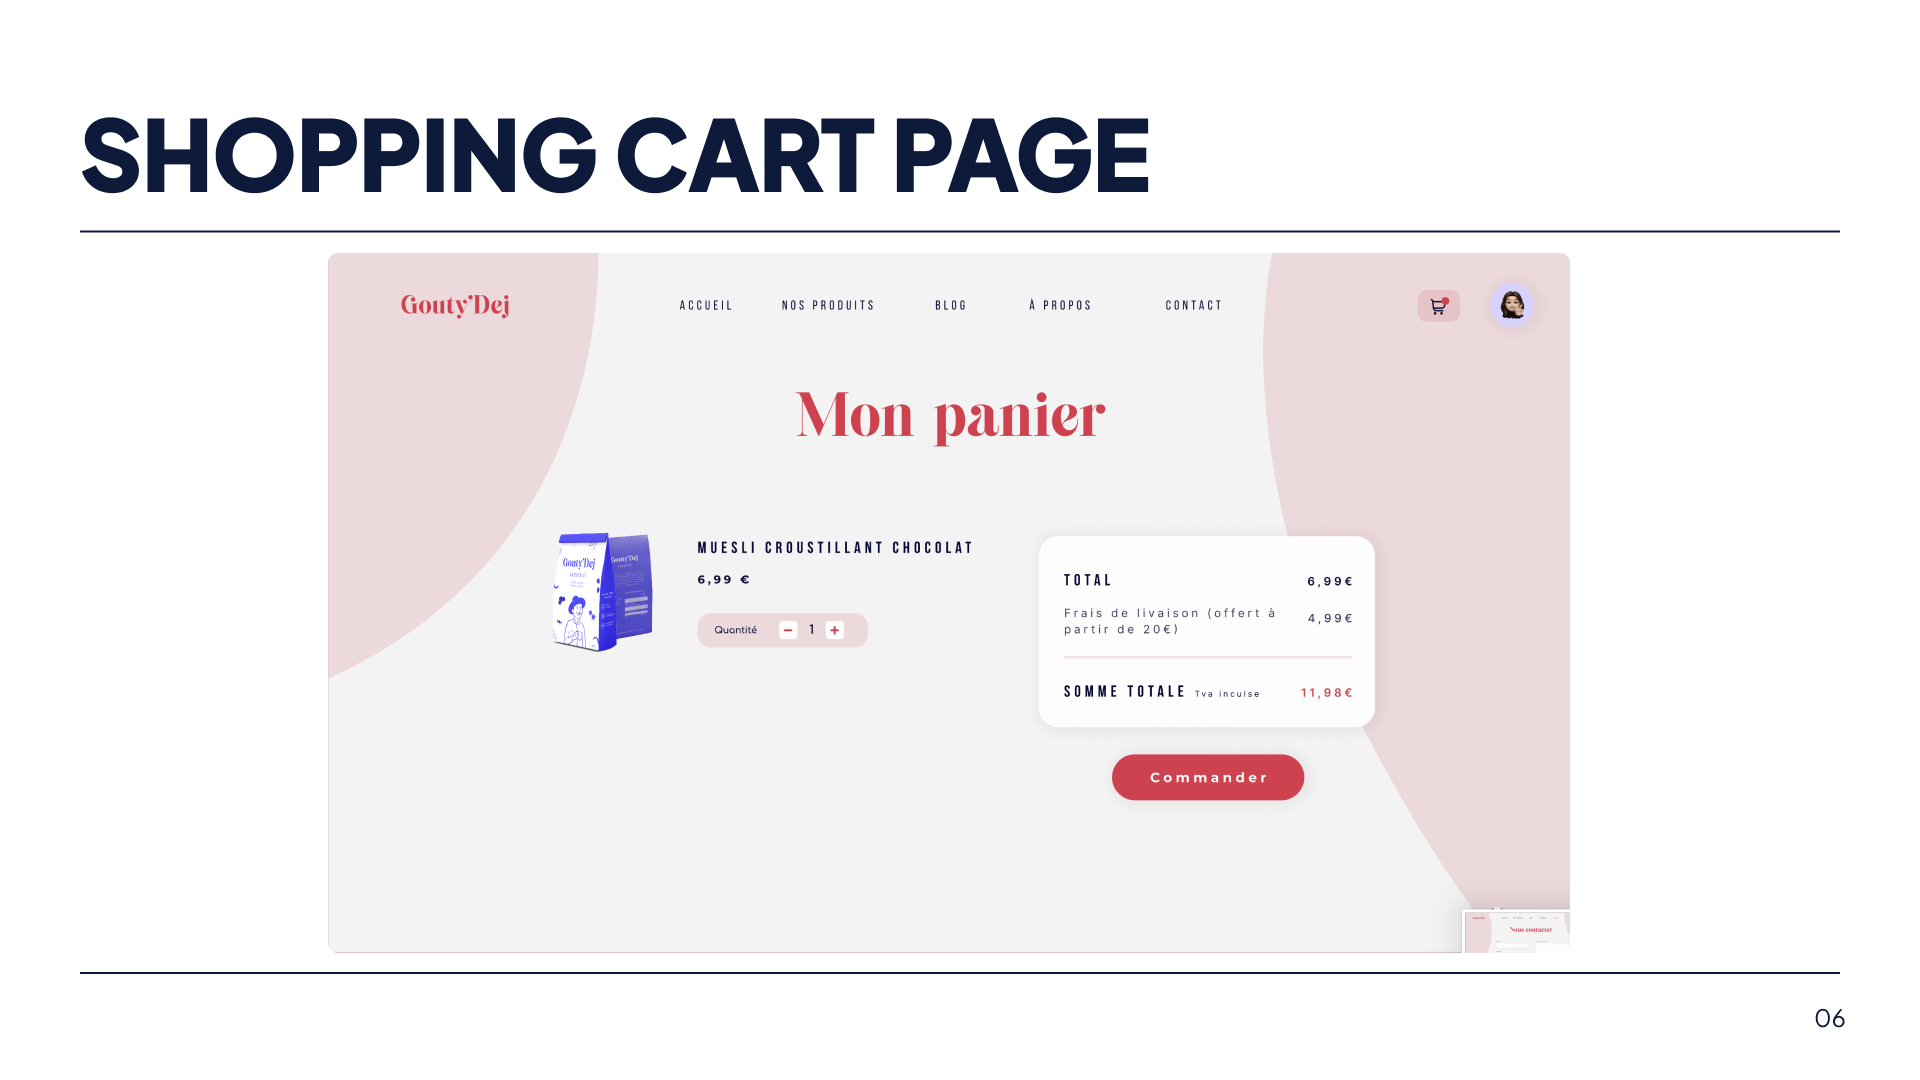 SHOPPING CART PAGE
Gouty'Dej
ACCUEIL NOS PRODUITS BLOG À PROPOS CONTACT
Mon panier
MUESLI CROUSTILLANT CHOCOLAT
6,99 €
Quantité − 1 +
Gouty'Dej
Gouty'Dej
TOTAL 6,99€
Frais de livaison (offert à
partir de 20€) 4,99€
SOMME TOTALE Tva inculse 11,98€
Commander
Nous contacter
06